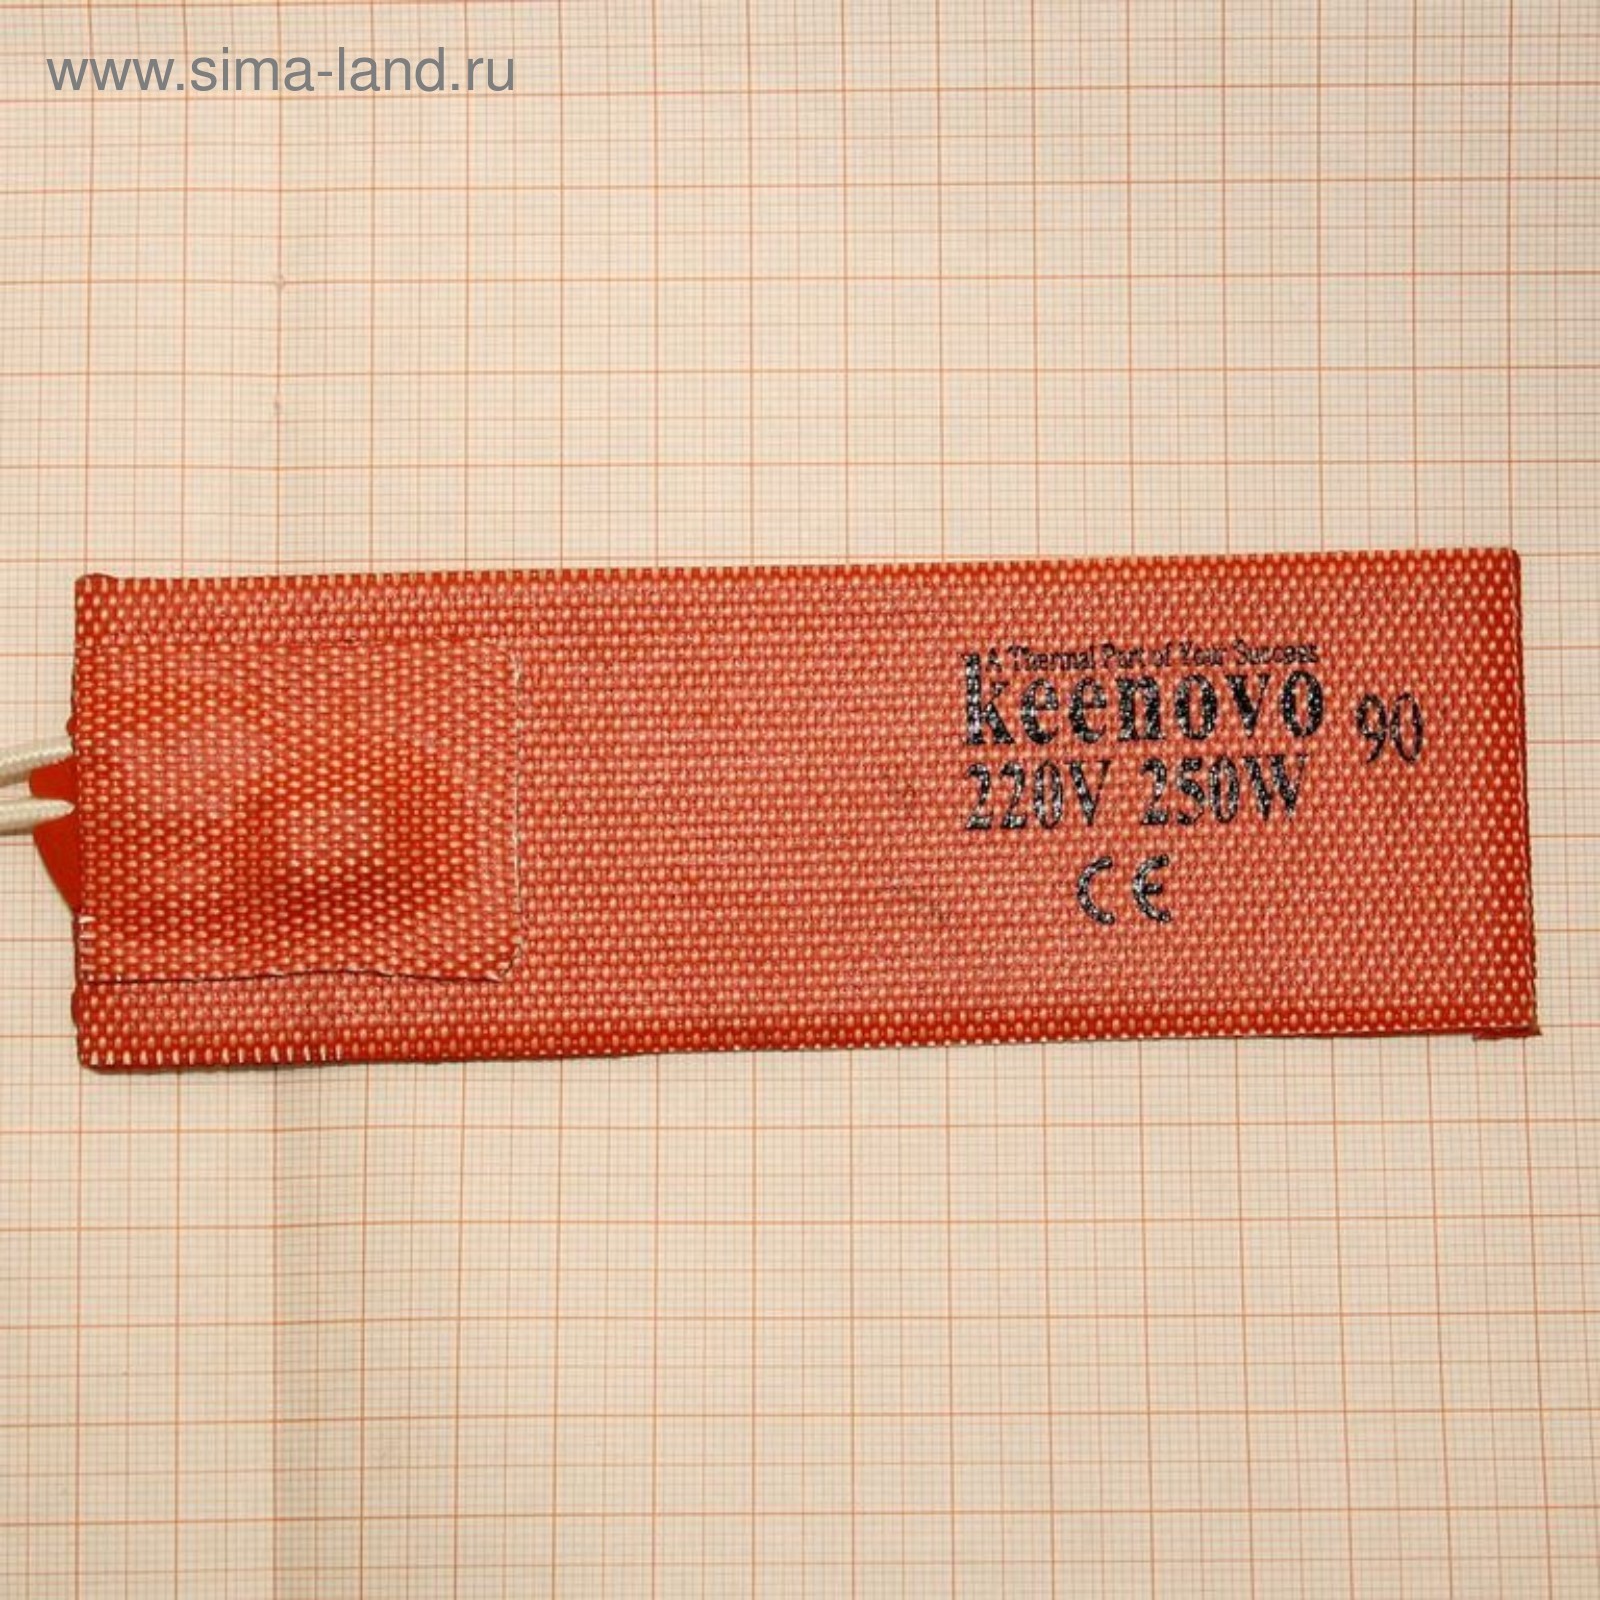 www.sima-land.ru
A Thermal Part of Your Success
keenovo 90
220V 250W
CE